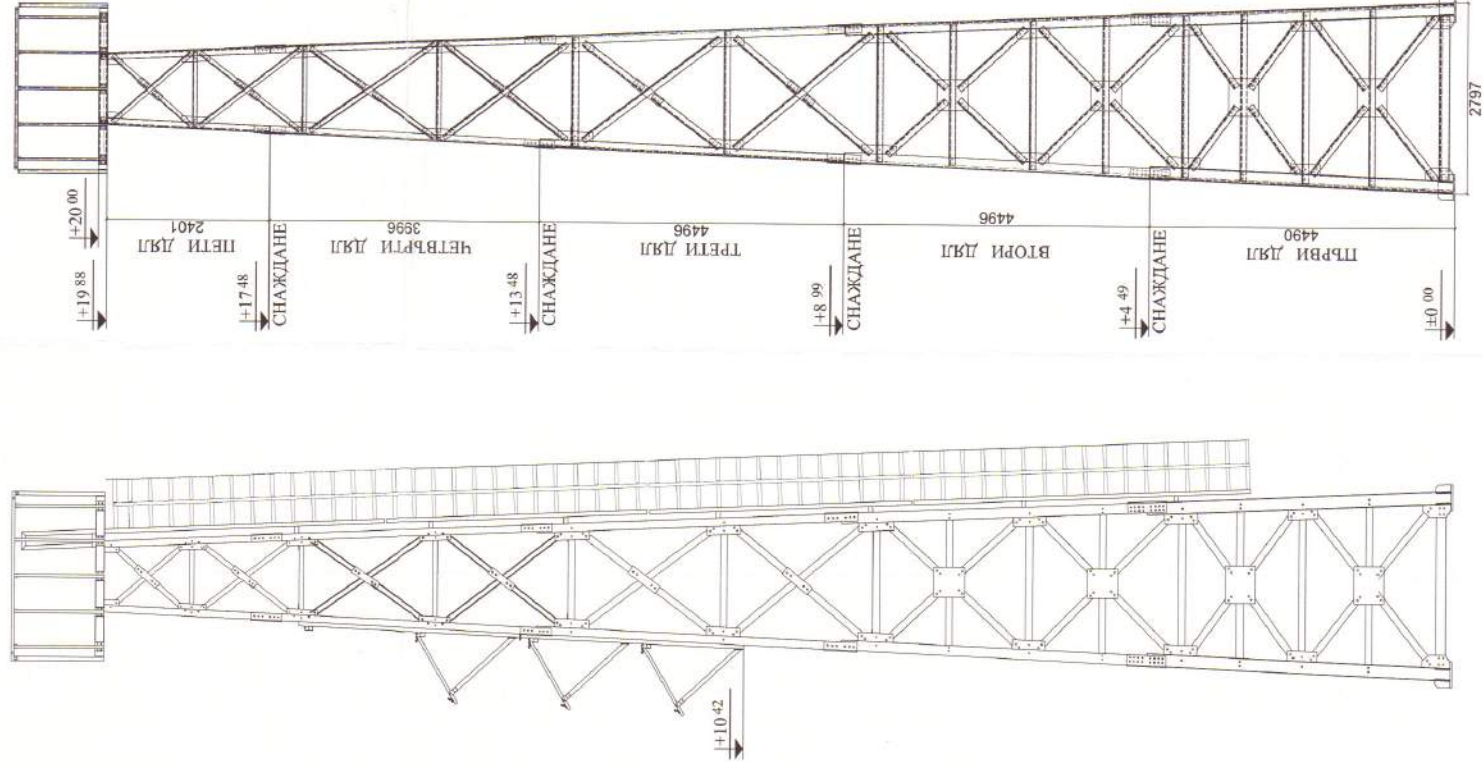 +20 00
+19 88
ПЕТИ ДЯЛ
2401
+17 48
СНАЖДАНЕ
ЧЕТВЪРТИ ДЯЛ
3996
+13 48
СНАЖДАНЕ
ТРЕТИ ДЯЛ
4496
+8 99
СНАЖДАНЕ
ВТОРИ ДЯЛ
4496
+4 49
СНАЖДАНЕ
ПЪРВИ ДЯЛ
4490
±0 00
2797
+10 42